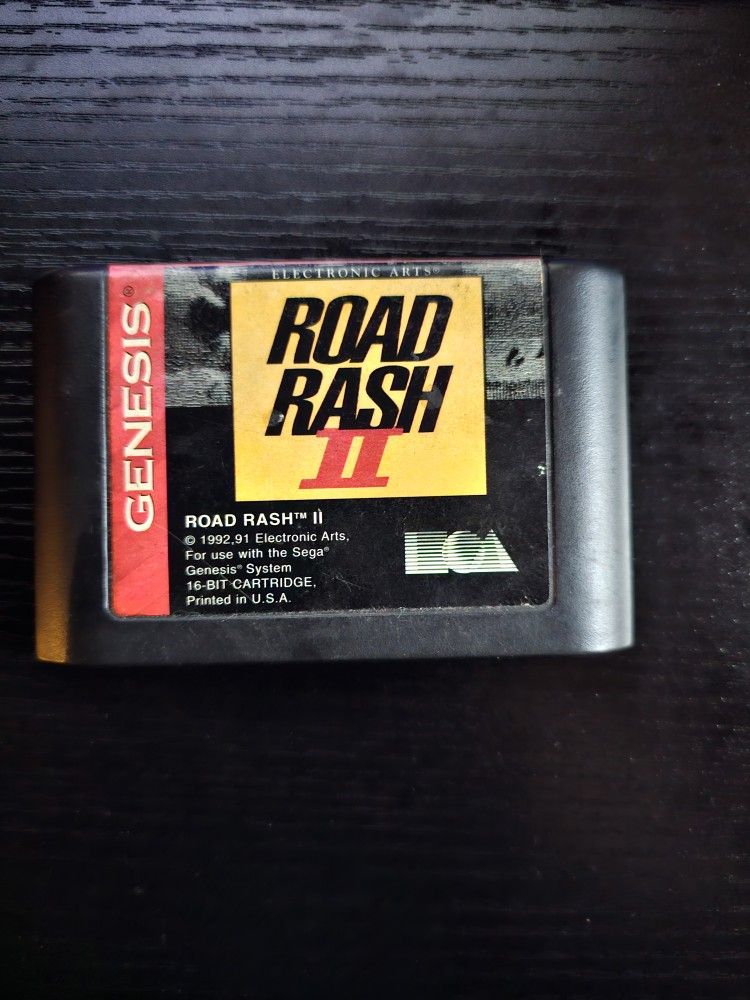 GENESIS®
ELECTRONIC ARTS®
ROAD
RASH
II
ROAD RASH™ II
© 1992,91 Electronic Arts,
For use with the Sega®
Genesis® System
16-BIT CARTRIDGE,
Printed in U.S.A.
EA